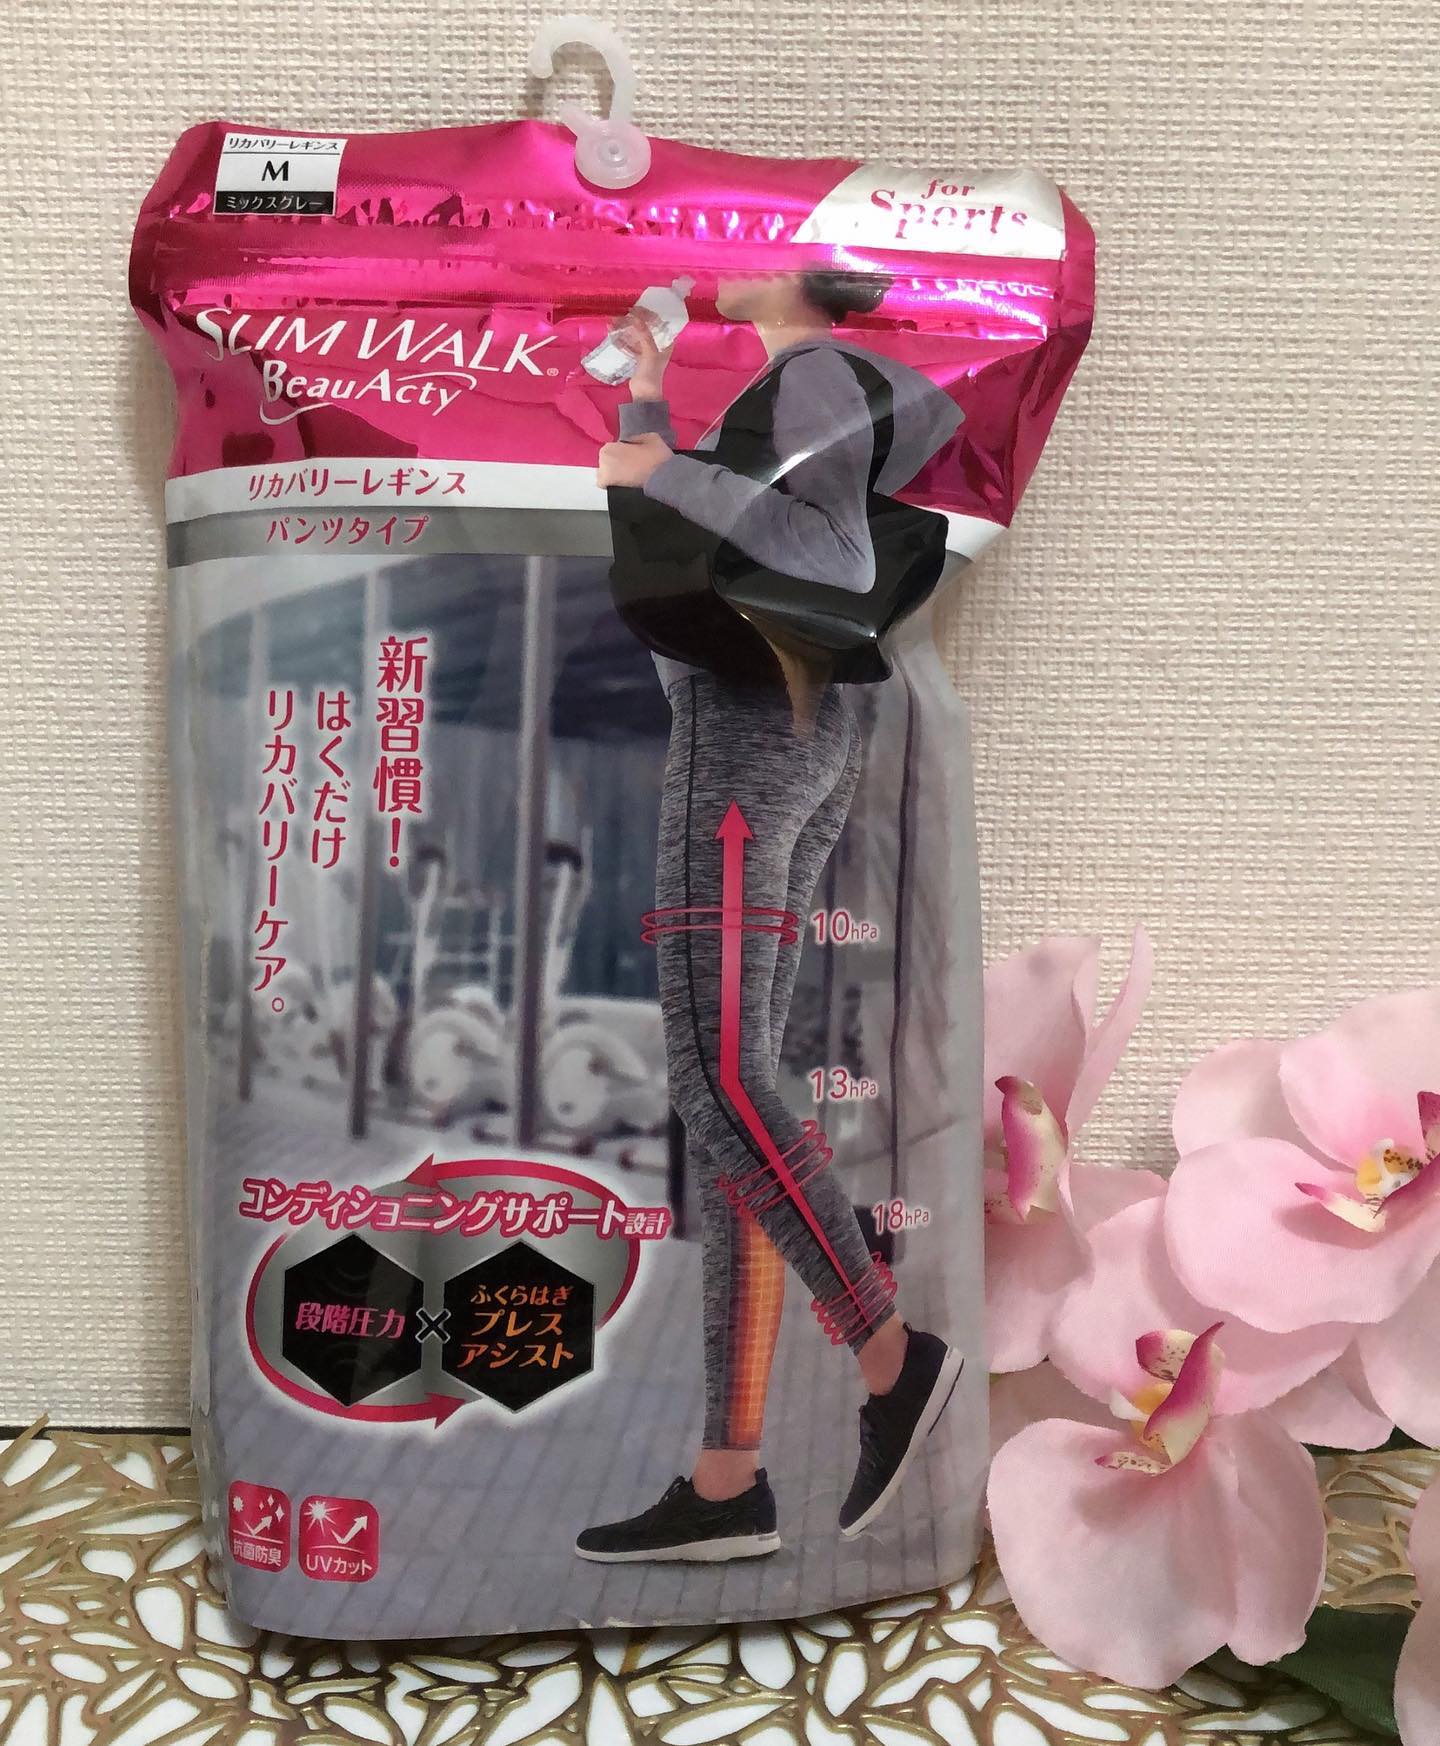 リカバリーレギンス
M
ミックスグレー
for
Sports
SLIM WALK®
BeauActy
リカバリーレギンス
パンツタイプ
新習慣！
はくだけ
リカバリーケア。
10hPa
13hPa
18hPa
コンディショニングサポート設計
段階圧力
×
ふくらはぎ
プレス
アシスト
抗菌防臭
UVカット